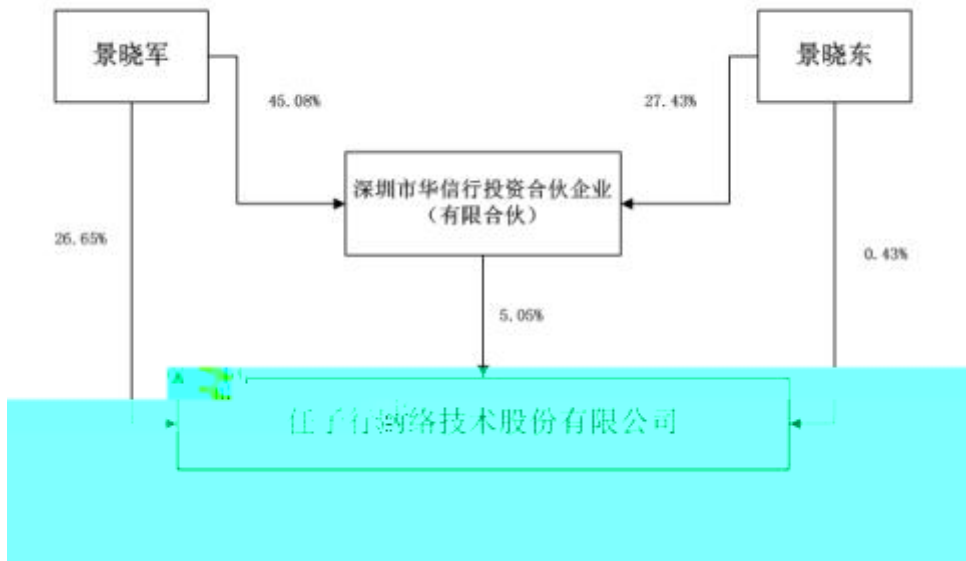 景晓军
景晓东
45.08%
27.43%
深圳市华信行投资合伙企业
（有限合伙）
26.65%
0.43%
5.05%
任子行网络技术股份有限公司